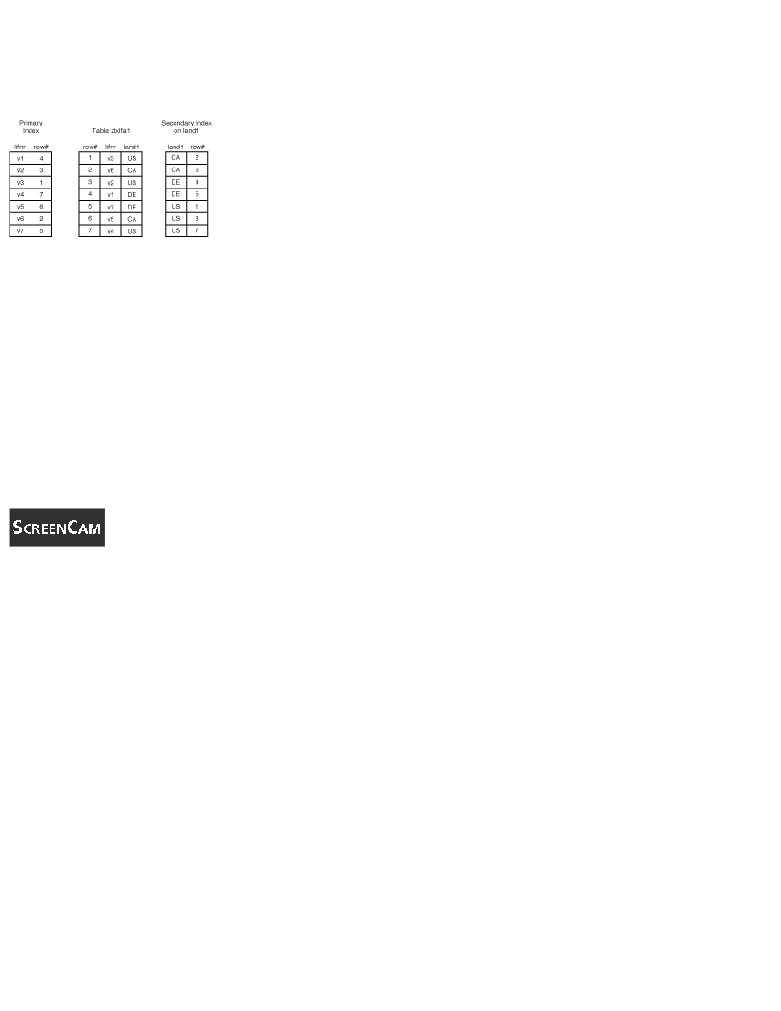 Primary
Index
Table ztxlfa1
Secondary Index
on land1
lifnr row#
row# lifnr land1
land1 row#
v1 4
1 v3 US
CA 2
v2 3
2 v6 CA
CA
v3 1
3 v2 US
DE 4
v4 7
4 v1 DE
DE 5
v5 6
5 v7 DE
US 1
v6 2
6 v5 CA
US 3
v7 5
7 v4 US
US 7
SCREENCAM